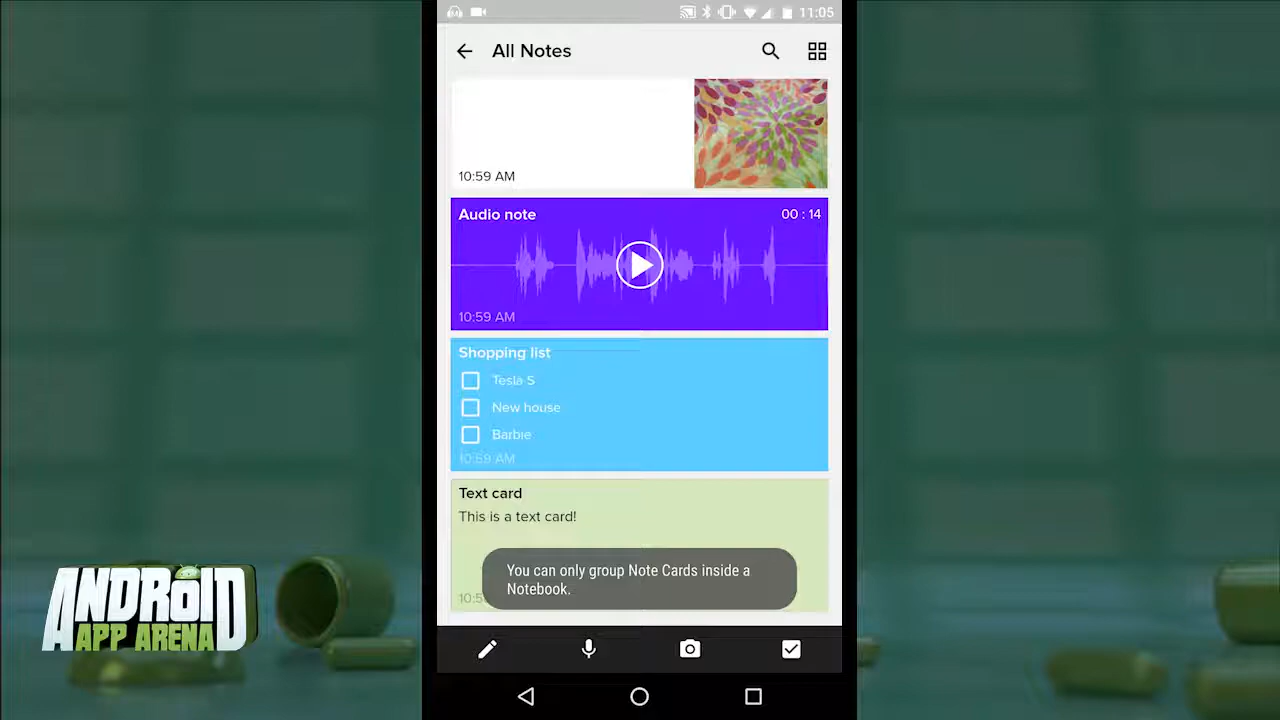 11:05
All Notes
10:59 AM
Audio note
00 : 14
10:59 AM
Shopping list
Tesla S
New house
Barbie
10:59 AM
Text card
This is a text card!
You can only group Note Cards inside a
Notebook.
10:5
ANDROID
APP ARENA